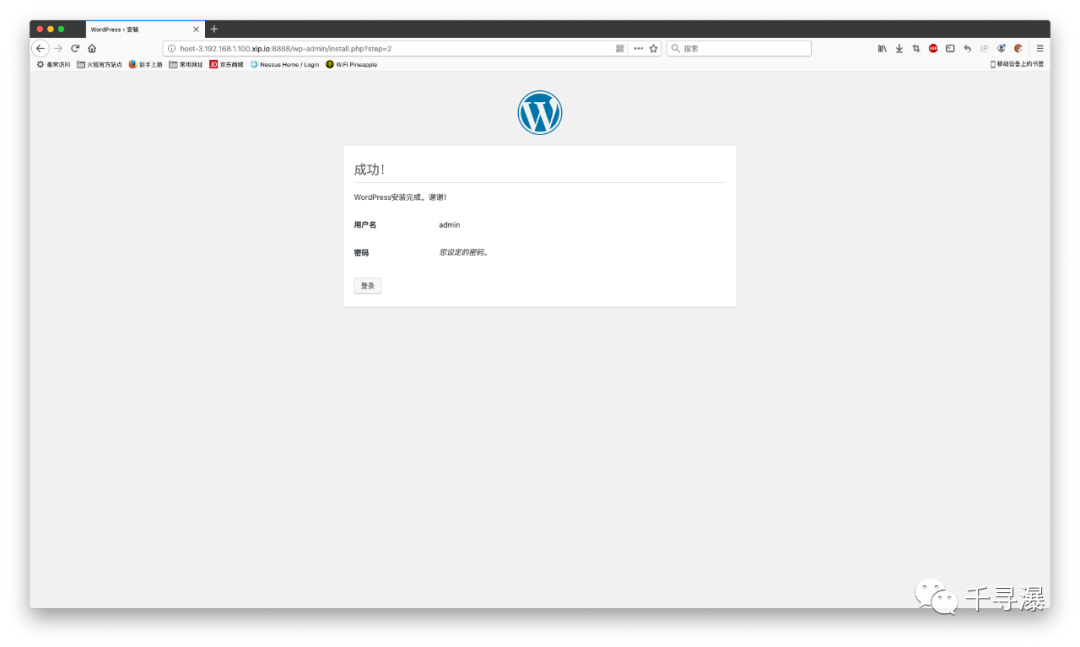 WordPress › 安装
host-3.192.168.1.100.xip.io:8888/wp-admin/install.php?step=2
搜索
最常访问 火狐官方站点 新手上路 常用网址 JD 京东商城 Nessus Home / Login WiFi Pineapple 移动设备上的书签
成功！
WordPress安装完成。谢谢！
用户名 admin
密码 您设定的密码。
登录
千寻瀑